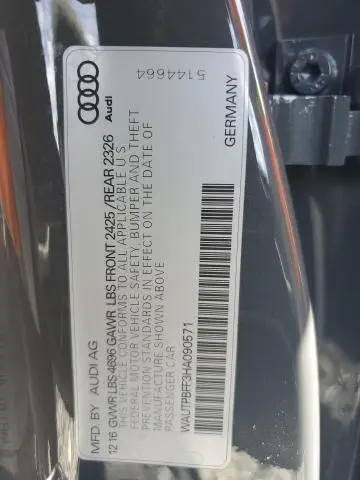 Audi
5144664
MFD. BY AUDI AG
12 16 GVWR LBS 4696 GAWR LBS FRONT 2425 /REAR 2326
THIS VEHICLE CONFORMS TO ALL APPLICABLE U S
FEDERAL MOTOR VEHICLE SAFETY, BUMPER AND THEFT
PREVENTION STANDARDS IN EFFECT ON THE DATE OF
MANUFACTURE SHOWN ABOVE
PASSENGER CAR
WAUTPBFF3HA090571
GERMANY